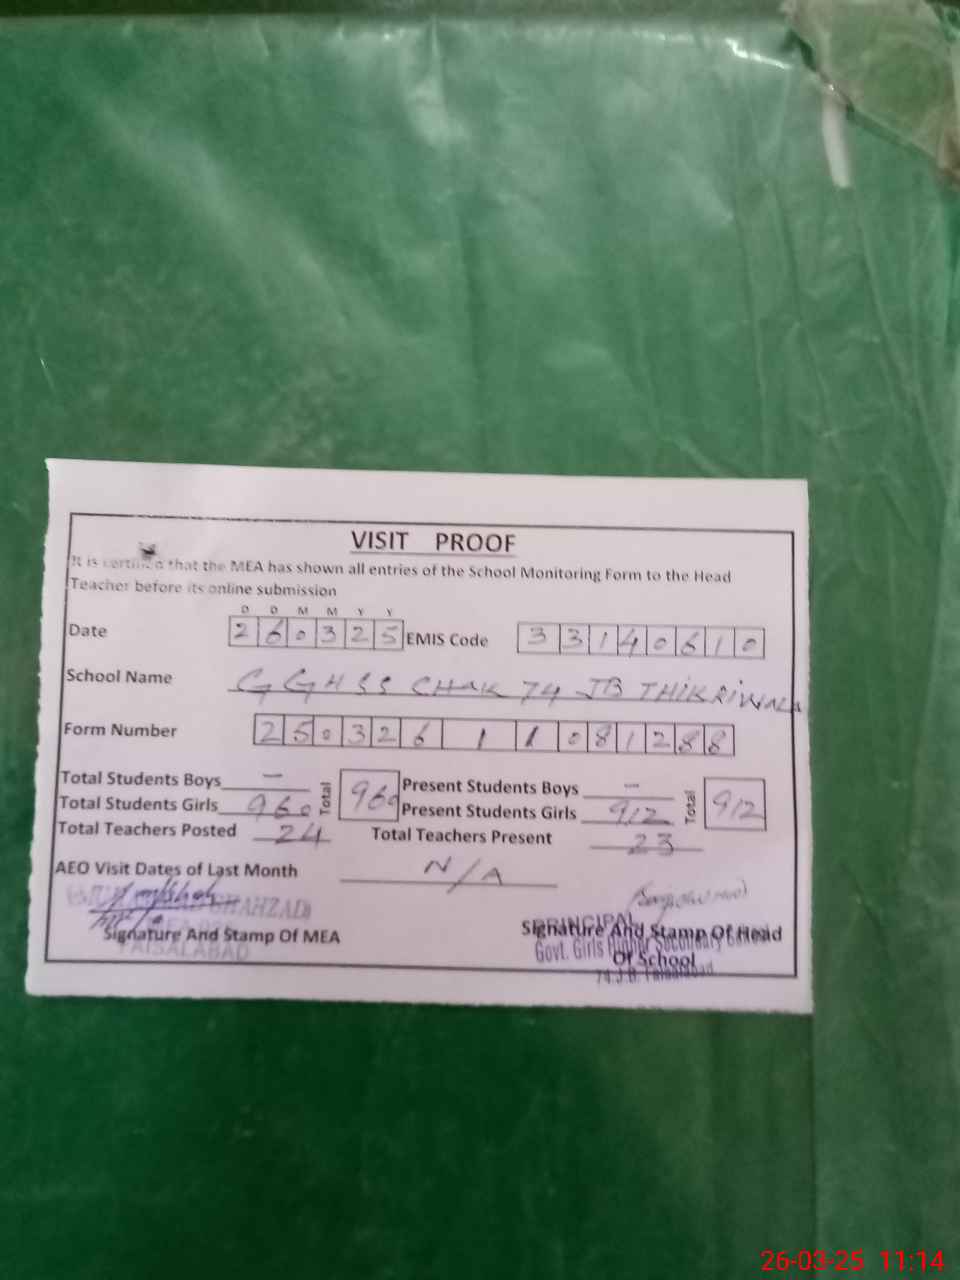 VISIT PROOF
It is certified that the MEA has shown all entries of the School Monitoring Form to the Head
Teacher before its online submission
D D M M Y Y
Date 2 6 0 3 2 5 EMIS Code 3 3 1 4 0 6 1 0
School Name GGHSS CHAK 74 JB THIKRIWALA
Form Number 2 5 0 3 2 6 1 1 0 8 1 2 8 8
Total Students Boys — Total 960 Present Students Boys — Total 912
Total Students Girls 960 Present Students Girls 912
Total Teachers Posted 24 Total Teachers Present 23
AEO Visit Dates of Last Month N/A
SHAHZAD
Signature And Stamp Of MEA
FAISALABAD
PRINCIPAL
Signature And Stamp Of Head
Govt. Girls Higher Secondary
Of School
74 J.B. Faisalabad
26-03-25 11:14